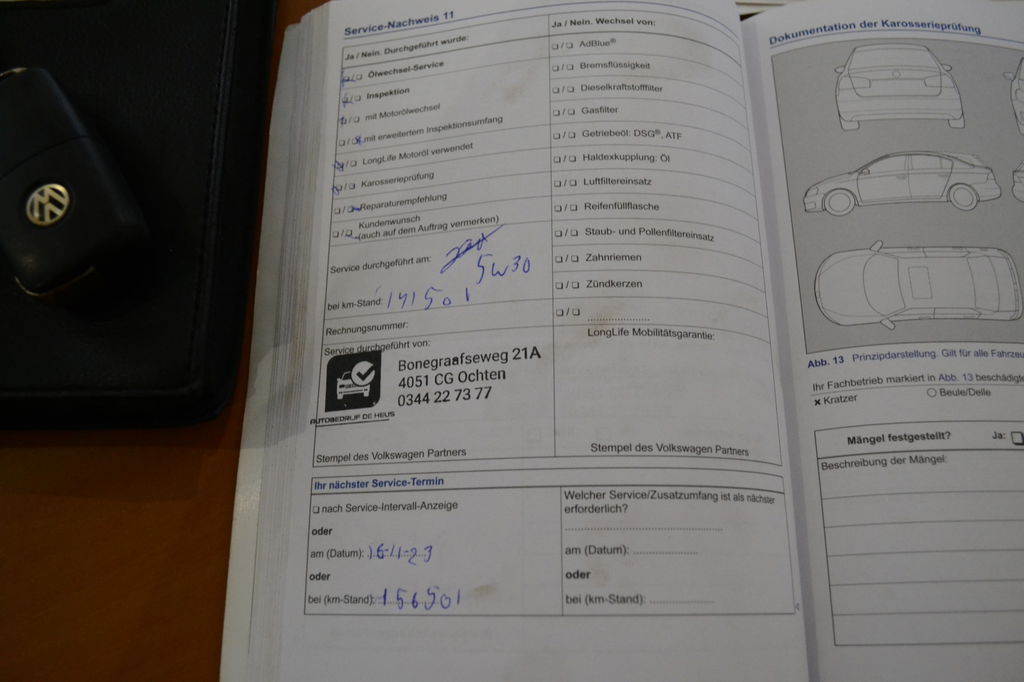 Service-Nachweis 11
Ja / Nein. Durchgeführt wurde:
❏/❏ Ölwechsel-Service
❏/❏ Inspektion
❏/❏ mit Motorölwechsel
❏/❏ mit erweitertem Inspektionsumfang
❏/❏ LongLife Motoröl verwendet
❏/❏ Karosserieprüfung
❏/❏ Reparaturempfehlung
❏/❏ Kundenwunsch
(auch auf dem Auftrag vermerken)
Service durchgeführt am:
5w30
bei km-Stand: 141501
Rechnungsnummer:
Service durchgeführt von:
Bonegraafseweg 21A
4051 CG Ochten
0344 22 73 77
AUTOBEDRIJF DE HEUS
Stempel des Volkswagen Partners
Ja / Nein. Wechsel von:
❏/❏ AdBlue®
❏/❏ Bremsflüssigkeit
❏/❏ Dieselkraftstofffilter
❏/❏ Gasfilter
❏/❏ Getriebeöl: DSG®, ATF
❏/❏ Haldexkupplung: Öl
❏/❏ Luftfiltereinsatz
❏/❏ Reifenfüllflasche
❏/❏ Staub- und Pollenfiltereinsatz
❏/❏ Zahnriemen
❏/❏ Zündkerzen
❏/❏ ....................
LongLife Mobilitätsgarantie:
Stempel des Volkswagen Partners
Ihr nächster Service-Termin
❏ nach Service-Intervall-Anzeige
oder
am (Datum): 16-11-23
oder
bei (km-Stand): 156501
Welcher Service/Zusatzumfang ist als nächster
erforderlich?
am (Datum): ....................
oder
bei (km-Stand): ....................
Dokumentation der Karosserieprüfung
Abb. 13 Prinzipdarstellung. Gilt für alle
Ihr Fachbetrieb markiert in Abb. 13
✗ Kratzer
○ Beule/Delle
Mängel festgestellt? Ja: ❏
Beschreibung der Mängel:
VW